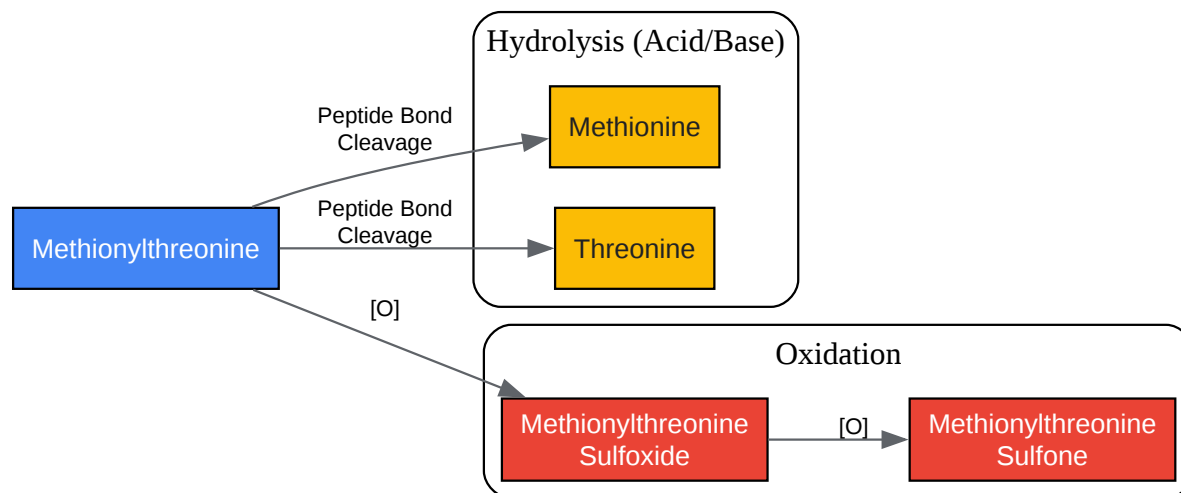 Hydrolysis (Acid/Base)
Peptide Bond
Cleavage
Methionine
Methionylthreonine
Peptide Bond
Cleavage
Threonine
[O]
Oxidation
Methionylthreonine
Sulfoxide
[O]
Methionylthreonine
Sulfone